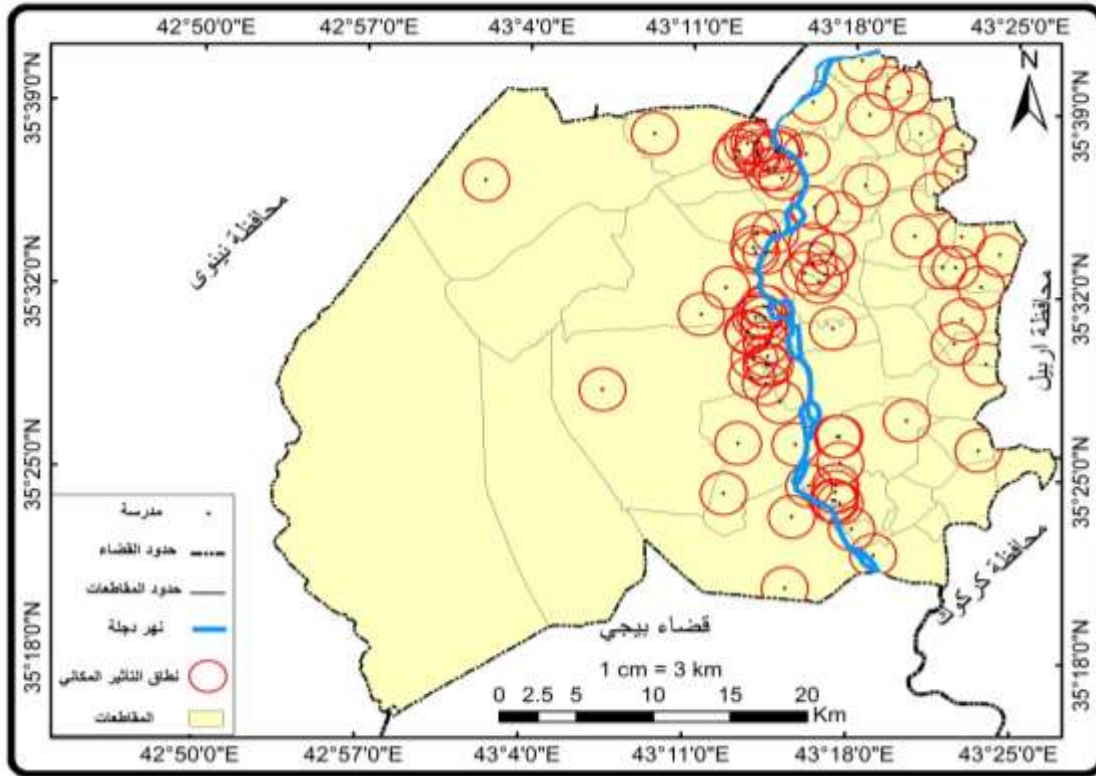 42°50'0"E 42°57'0"E 43°4'0"E 43°11'0"E 43°18'0"E 43°25'0"E
N
35°39'0"N
35°39'0"N
محافظة نينوى
35°32'0"N
35°32'0"N
محافظة اربيل
35°25'0"N
35°25'0"N
محافظة كركوك
مدرسة
حدود القضاء
حدود المقاطعات
نهر دجلة
نطاق التأثير المكاني
المقاطعات
قضاء بيجي
35°18'0"N
35°18'0"N
1 cm = 3 km
0 2.5 5 10 15 20
Km
42°50'0"E 42°57'0"E 43°4'0"E 43°11'0"E 43°18'0"E 43°25'0"E